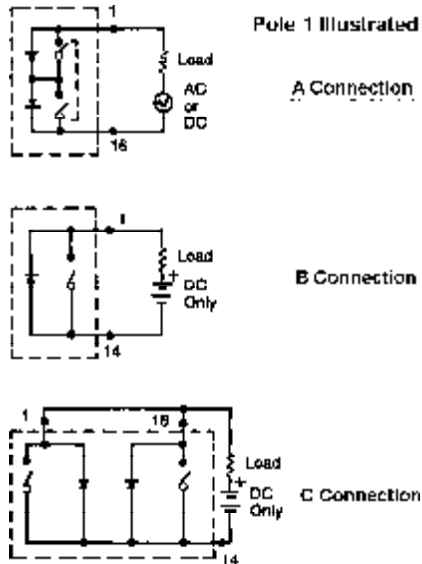 Pole 1 Illustrated
1
Load
AC
or
DC
A Connection
16
1
Load
+
DC
Only
B Connection
14
1
16
Load
+
DC
Only
C Connection
14